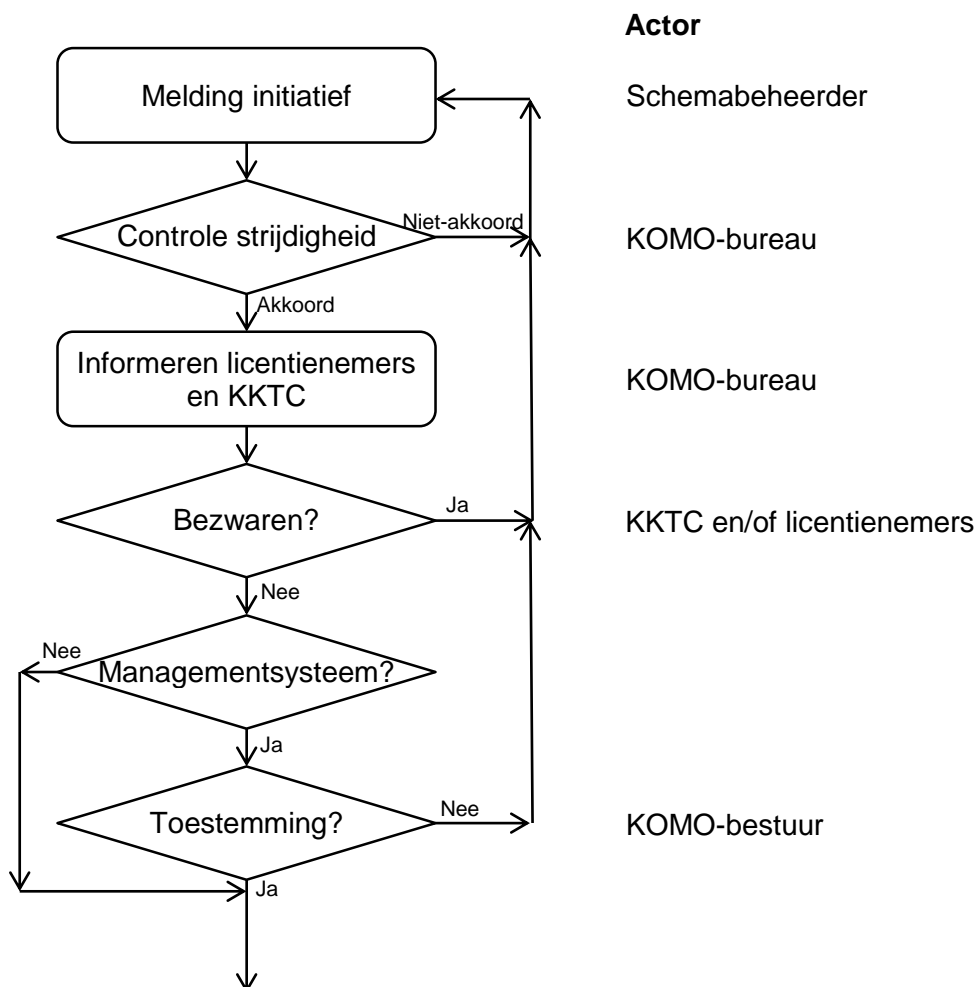 Actor
Melding initiatief
Schemabeheerder
Controle strijdigheid
Niet-akkoord
KOMO-bureau
Akkoord
Informeren licentienemers
en KKTC
KOMO-bureau
Bezwaren?
Ja
KKTC en/of licentienemers
Nee
Nee
Managementsysteem?
Ja
Toestemming?
Nee
KOMO-bestuur
Ja